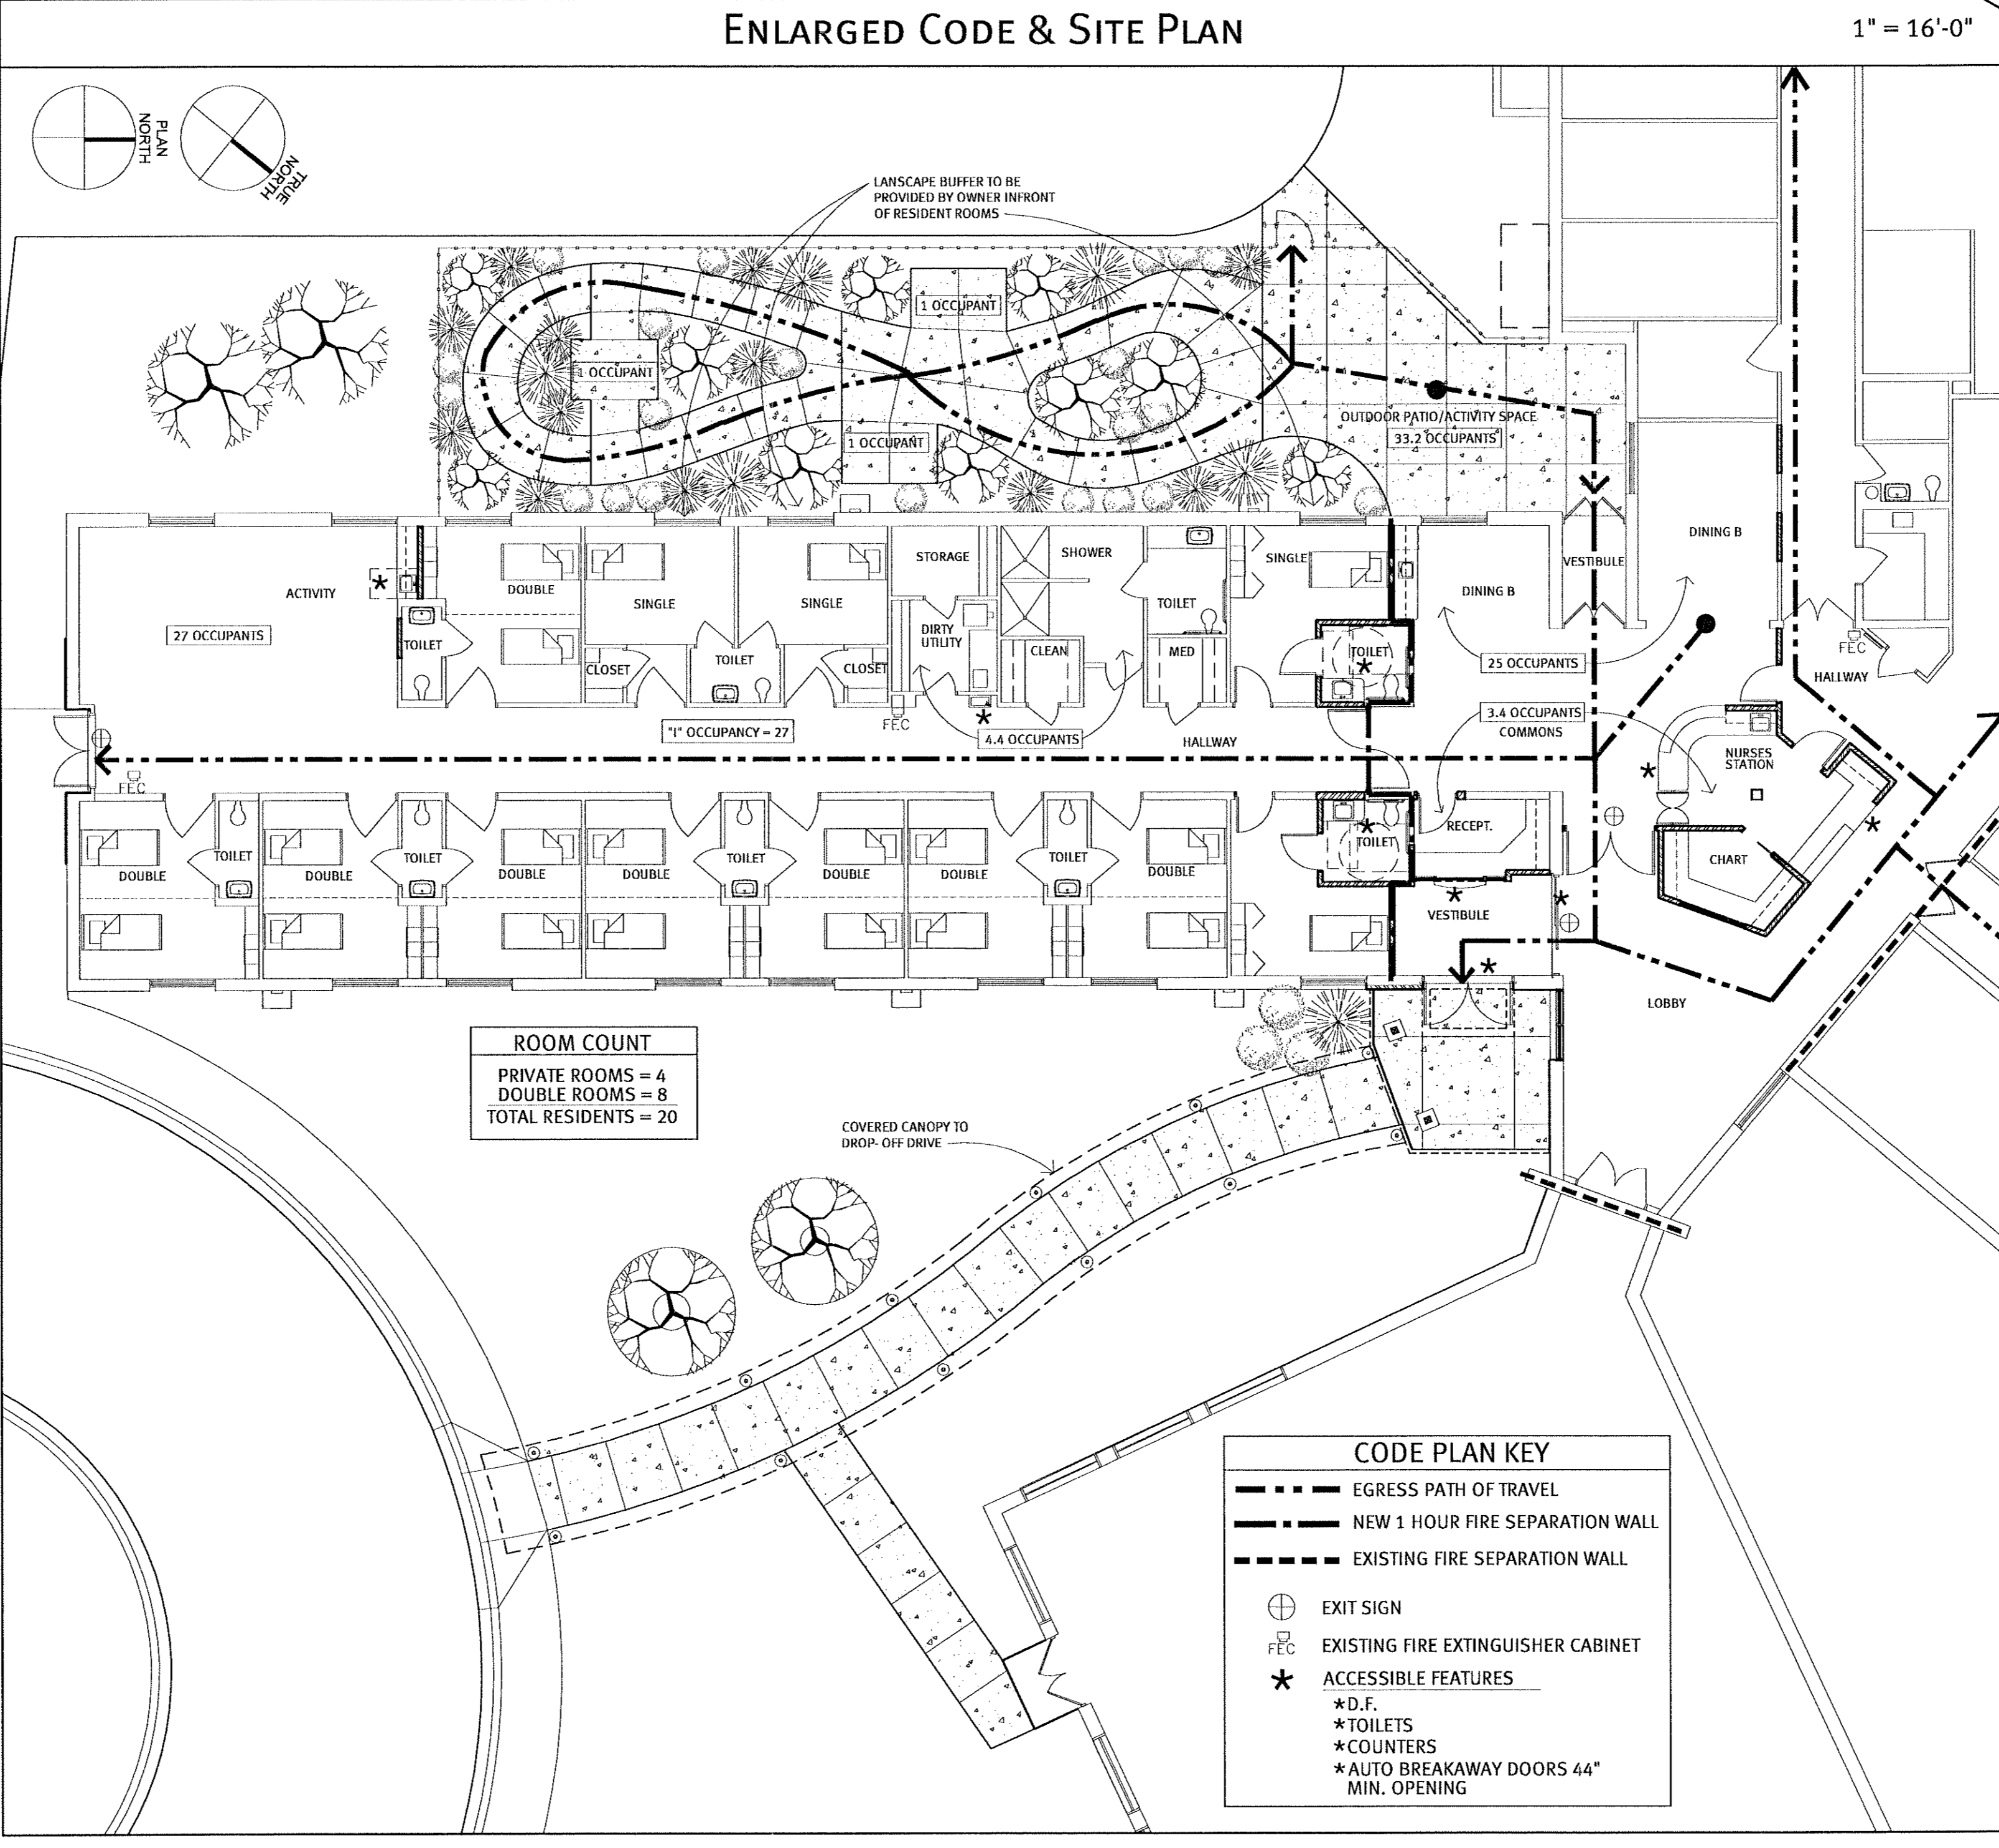 ENLARGED CODE & SITE PLAN
1" = 16'-0"
PLAN
NORTH
TRUE
NORTH
LANSCAPE BUFFER TO BE
PROVIDED BY OWNER INFRONT
OF RESIDENT ROOMS
1 OCCUPANT
1 OCCUPANT
1 OCCUPANT
OUTDOOR PATIO/ACTIVITY SPACE
33.2 OCCUPANTS
ACTIVITY
27 OCCUPANTS
TOILET
DOUBLE
SINGLE
SINGLE
CLOSET
TOILET
CLOSET
STORAGE
DIRTY
UTILITY
SHOWER
CLEAN
TOILET
MED
SINGLE
TOILET
DINING B
VESTIBULE
DINING B
25 OCCUPANTS
3.4 OCCUPANTS
COMMONS
FEC
HALLWAY
"I" OCCUPANCY = 27
FEC
4.4 OCCUPANTS
HALLWAY
NURSES
STATION
FEC
DOUBLE
TOILET
DOUBLE
TOILET
DOUBLE
DOUBLE
TOILET
DOUBLE
DOUBLE
TOILET
DOUBLE
TOILET
RECEPT.
VESTIBULE
CHART
LOBBY
ROOM COUNT
PRIVATE ROOMS = 4
DOUBLE ROOMS = 8
TOTAL RESIDENTS = 20
COVERED CANOPY TO
DROP- OFF DRIVE
CODE PLAN KEY
EGRESS PATH OF TRAVEL
NEW 1 HOUR FIRE SEPARATION WALL
EXISTING FIRE SEPARATION WALL
EXIT SIGN
FEC EXISTING FIRE EXTINGUISHER CABINET
* ACCESSIBLE FEATURES
*D.F.
*TOILETS
*COUNTERS
*AUTO BREAKAWAY DOORS 44"
MIN. OPENING